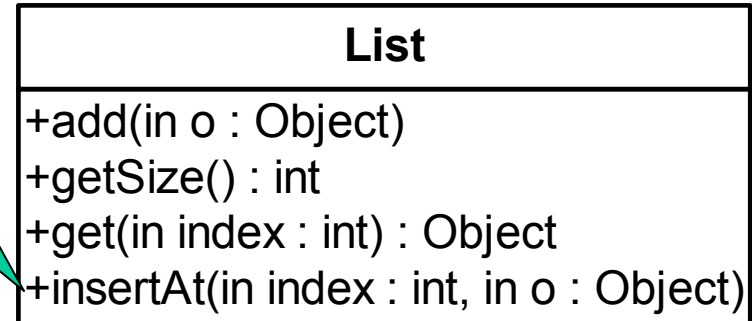 List
+add(in o : Object)
+getSize() : int
+get(in index : int) : Object
+insertAt(in index : int, in o : Object)